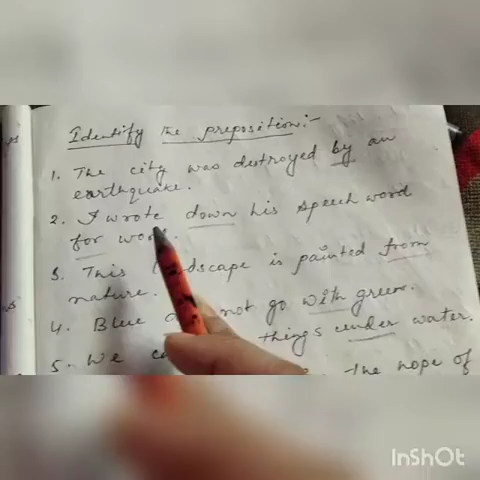 Identify the preposition:-
1. The city was destroyed by an
earthquake.
2. I wrote down his speech word
for
3. This is painted from
nature.
4. Blue not go with green.
5. We things under water.
the hope of
InShOt